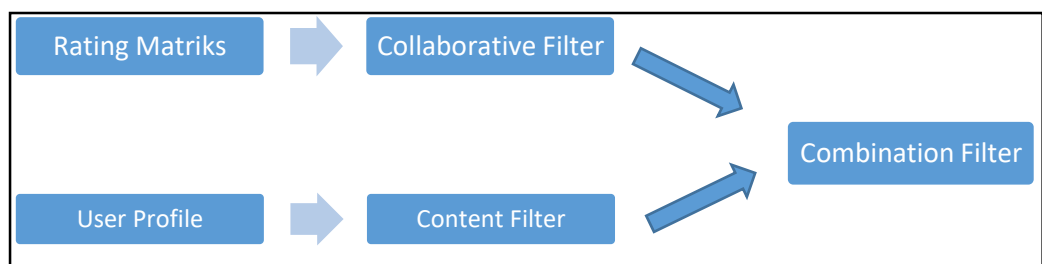 Rating Matriks
Collaborative Filter
Combination Filter
User Profile
Content Filter